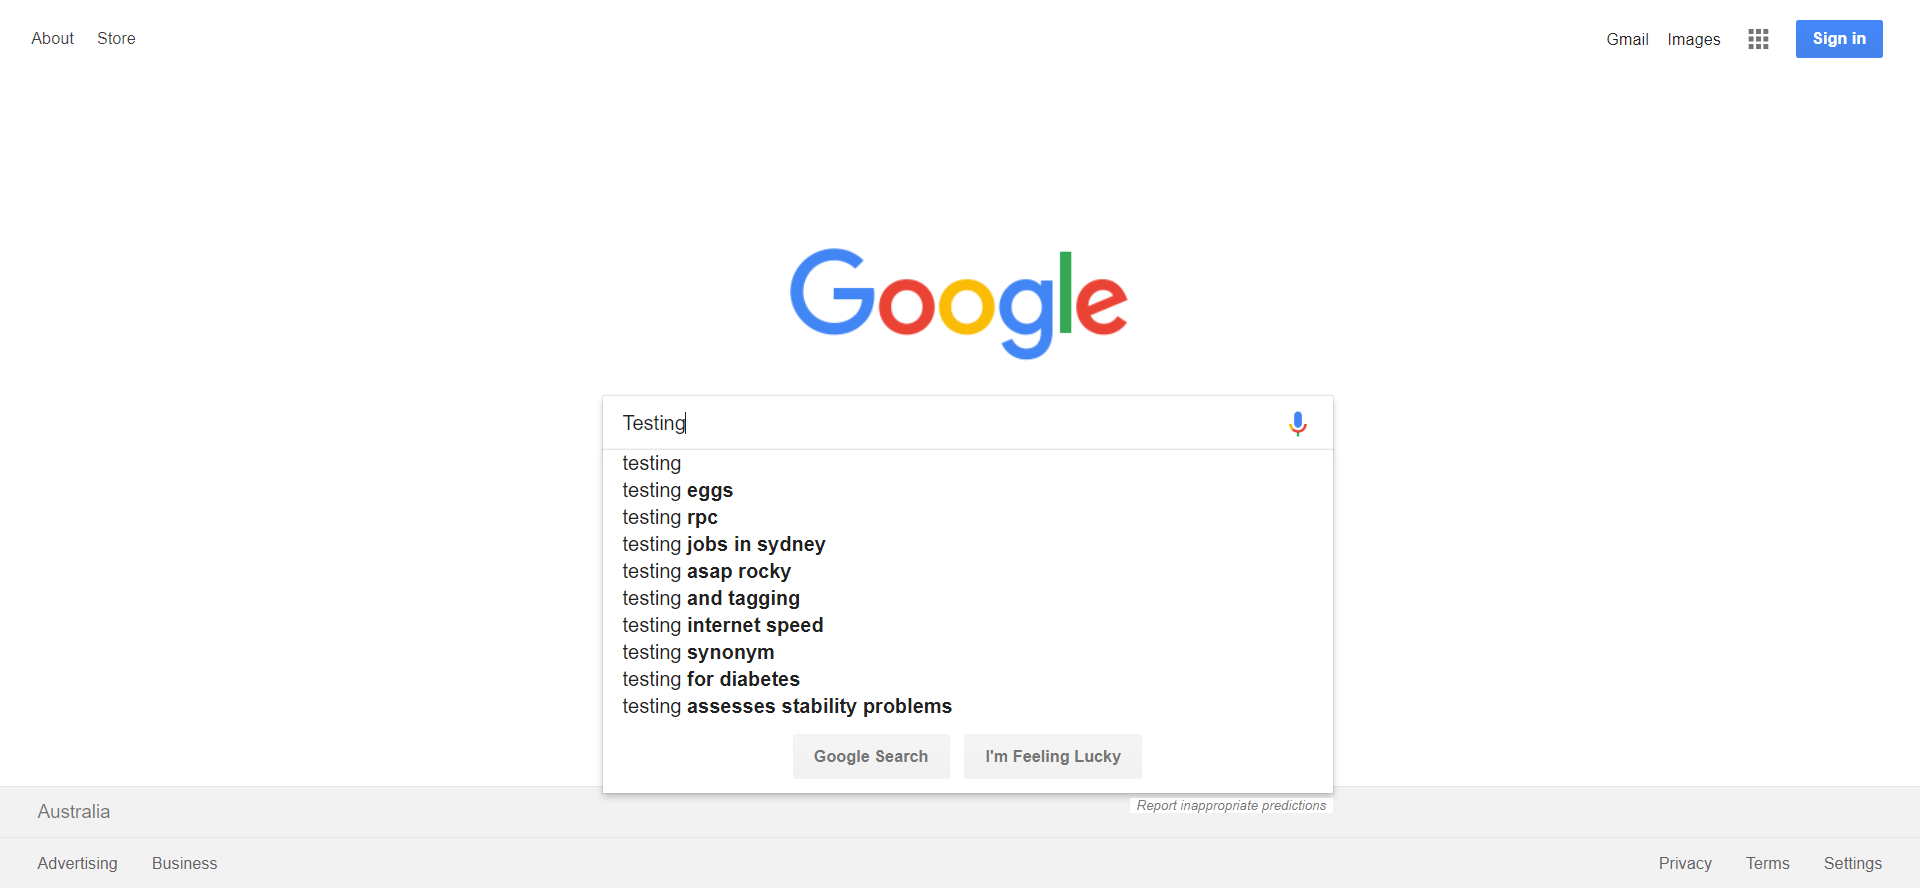 About Store
Gmail Images Sign in
Google
Testing
testing
testing eggs
testing rpc
testing jobs in sydney
testing asap rocky
testing and tagging
testing internet speed
testing synonym
testing for diabetes
testing assesses stability problems
Google Search I'm Feeling Lucky
Report inappropriate predictions
Australia
Advertising Business
Privacy Terms Settings